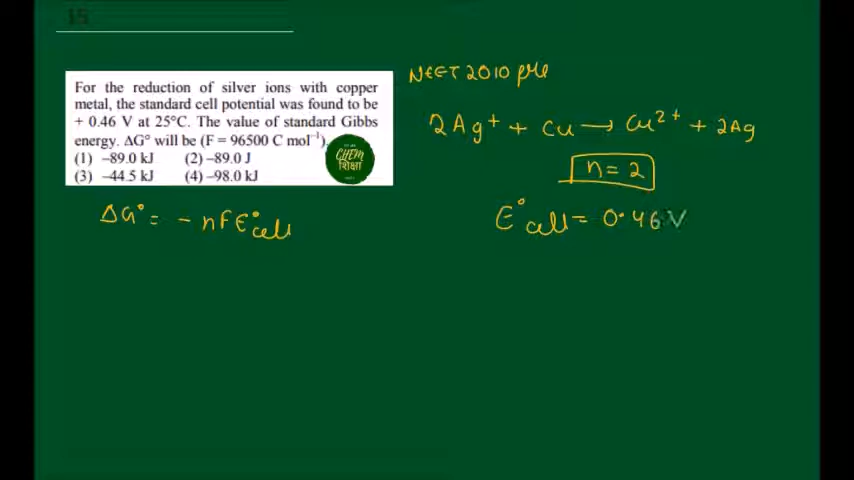 15
For the reduction of silver ions with copper
metal, the standard cell potential was found to be
+ 0.46 V at 25°C. The value of standard Gibbs
energy. ΔG° will be (F = 96500 C mol⁻¹).
(1) –89.0 kJ (2) –89.0 J
(3) –44.5 kJ (4) –98.0 kJ
CHEM
शिक्षा
NEET 2010 pre
2Ag⁺ + Cu → Cu²⁺ + 2Ag
n = 2
ΔG° = - nFE°cell
E°cell = 0.46 V